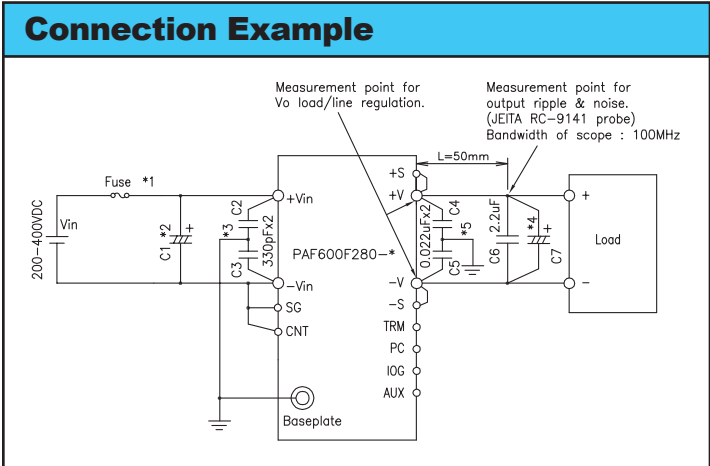 Connection Example
Measurement point for
Vo load/line regulation.
Measurement point for
output ripple & noise.
(JEITA RC-9141 probe)
Bandwidth of scope : 100MHz
L=50mm
Fuse *1
200-400VDC
Vin
C1 *2
+
+Vin
C2
*3
330pFx2
C3
-Vin
SG
CNT
Baseplate
PAF600F280-*
+S
+V
C4
0.022uFx2
*5
C5
-V
-S
TRM
PC
IOG
AUX
2.2uF
C6
*4
+
C7
+
Load
-